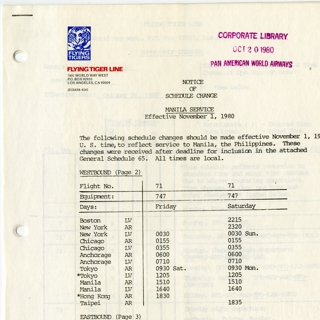 FLYING
TIGERS
CORPORATE LIBRARY
OCT 20 1980
PAN AMERICAN WORLD AIRWAYS
FLYING TIGER LINE
LOS ANGELES, CA
NOTICE
OF
SCHEDULE CHANGE
MANILA SERVICE
Effective November 1, 1980
The following schedule changes should be made effective November 1, 19
U. S. time, to reflect service to Manila, the Philippines. These
changes were received after deadline for inclusion in the attached
General Schedule 65. All times are local.
WESTBOUND (Page 2)
Flight No. 71 71
Equipment: 747 747
Days: Friday Saturday
Boston LV 2215
New York AR 2320
New York LV 0030 0030 Sun.
Chicago AR 0155 0155
Chicago LV 0355 0355
Anchorage AR 0600 0600
Anchorage LV 0710 0710
Tokyo AR 0930 Sat. 0930 Mon.
*Tokyo LV 1205 1205
Manila AR 1510 1510
Manila LV 1640 1640
*Hong Kong AR 1830
Taipei AR 1835
EASTBOUND (Page 3)